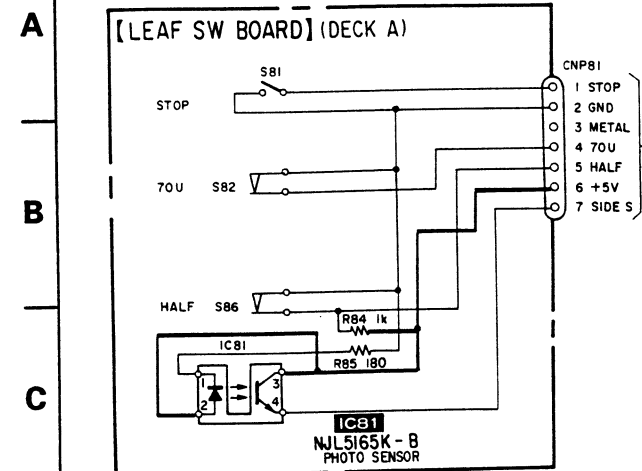 A
【LEAF SW BOARD】(DECK A)
CNP81
S81
1 STOP
STOP
2 GND
3 METAL
4 70U
B
5 HALF
70U S82
6 +5V
7 SIDE S
HALF S86
R84 1k
IC81
R85 180
C
1
2
3
4
IC81
NJL5165K-B
PHOTO SENSOR